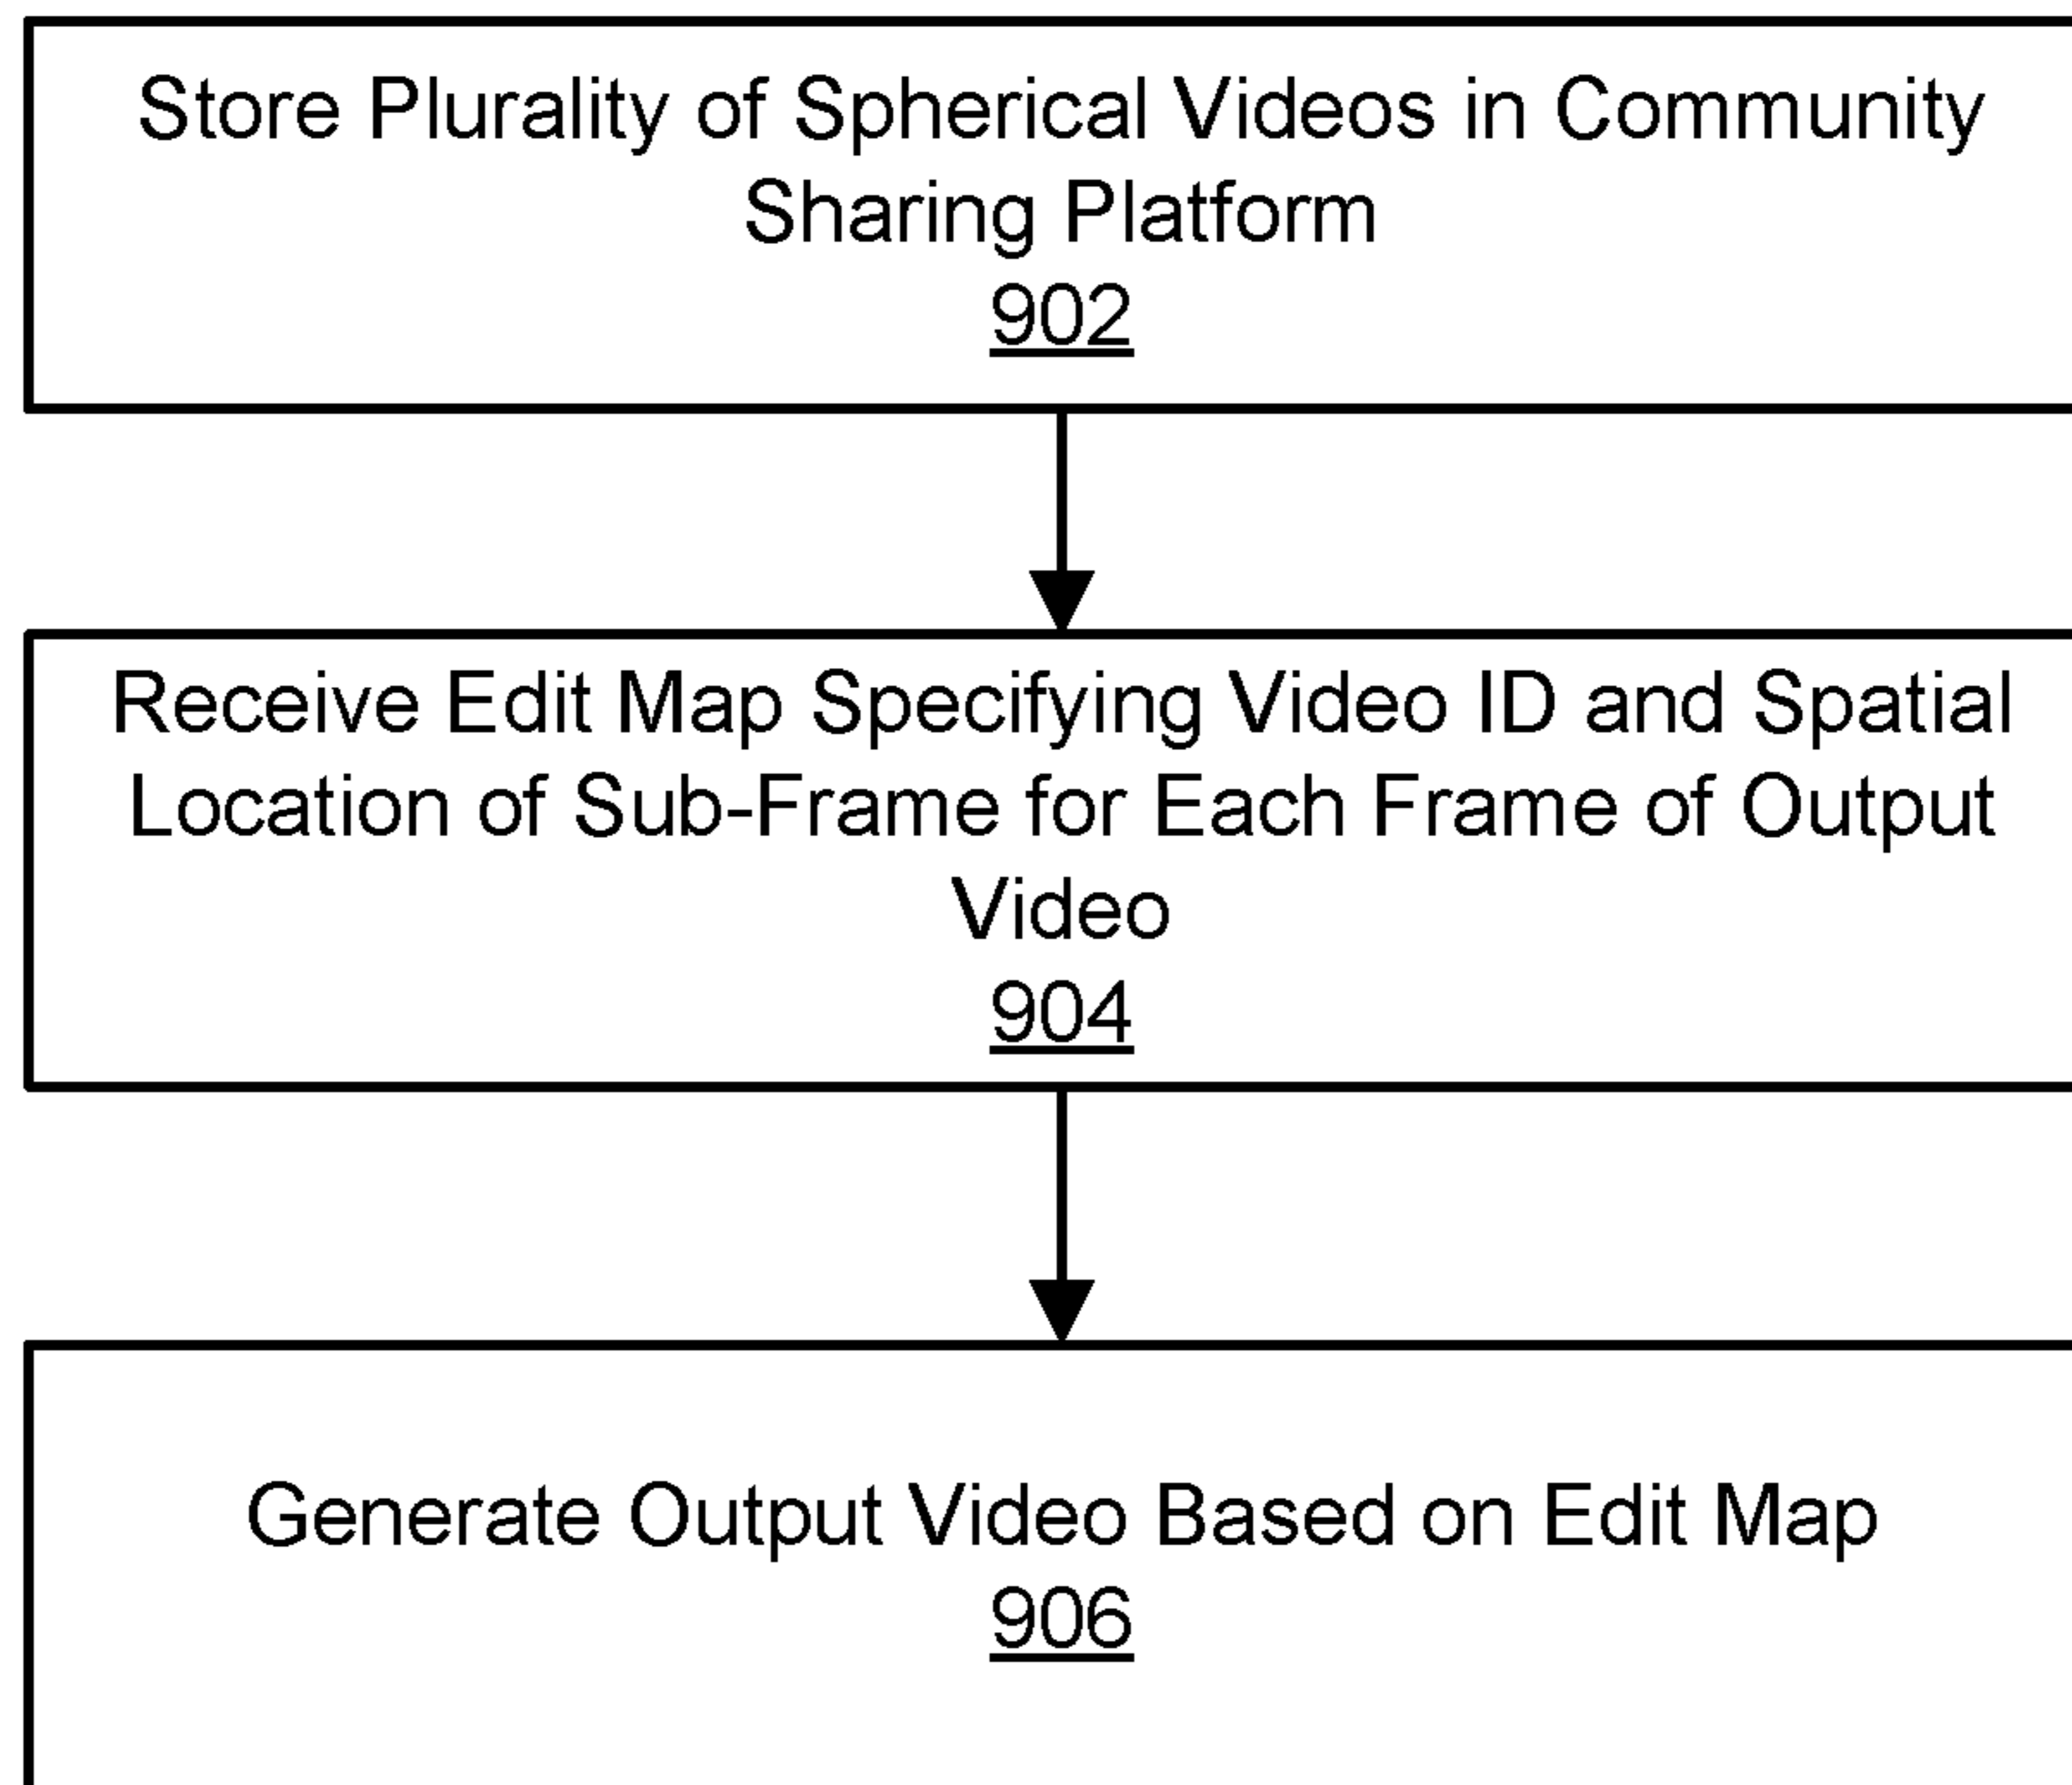 Store Plurality of Spherical Videos in Community
Sharing Platform
902
Receive Edit Map Specifying Video ID and Spatial
Location of Sub-Frame for Each Frame of Output
Video
904
Generate Output Video Based on Edit Map
906